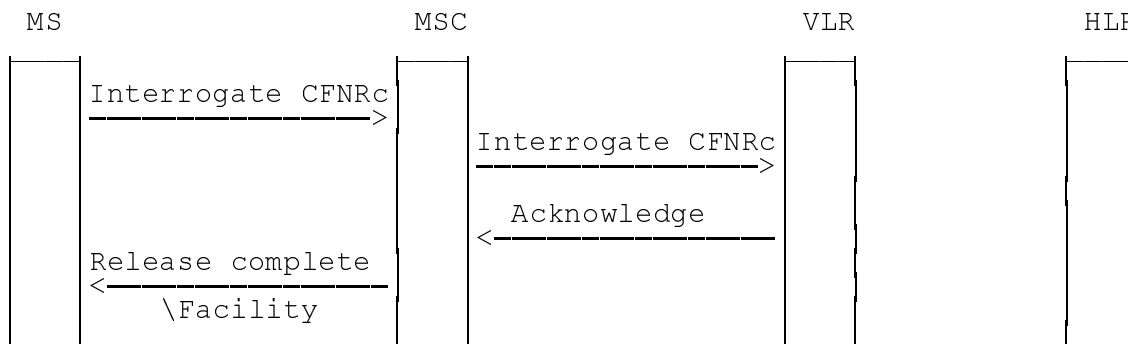 MS MSC VLR HLR
Interrogate CFNRc
Interrogate CFNRc
Acknowledge
Release complete
\Facility